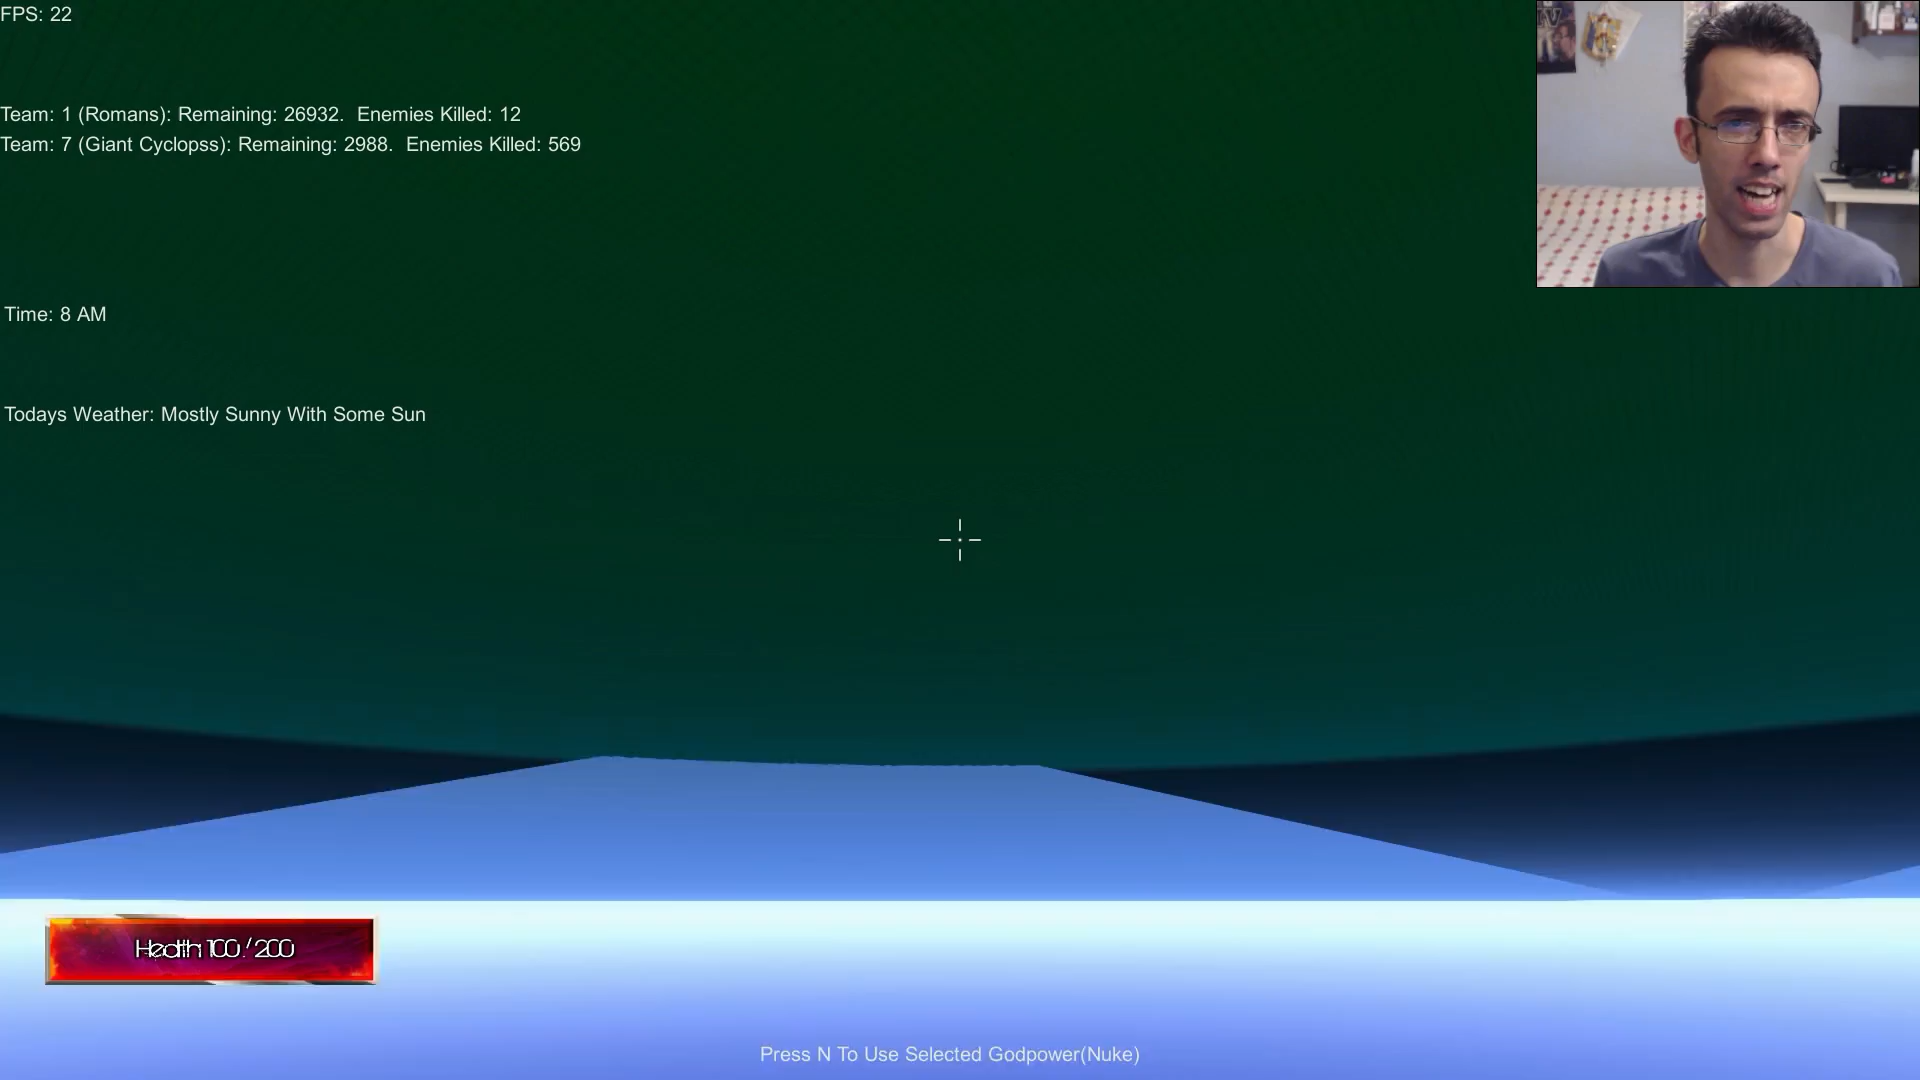 FPS: 22
Team: 1 (Romans): Remaining: 26932.  Enemies Killed: 12
Team: 7 (Giant Cyclopss): Remaining: 2988.  Enemies Killed: 569
Time: 8 AM
Todays Weather: Mostly Sunny With Some Sun
Health: 100 / 200
Press N To Use Selected Godpower(Nuke)